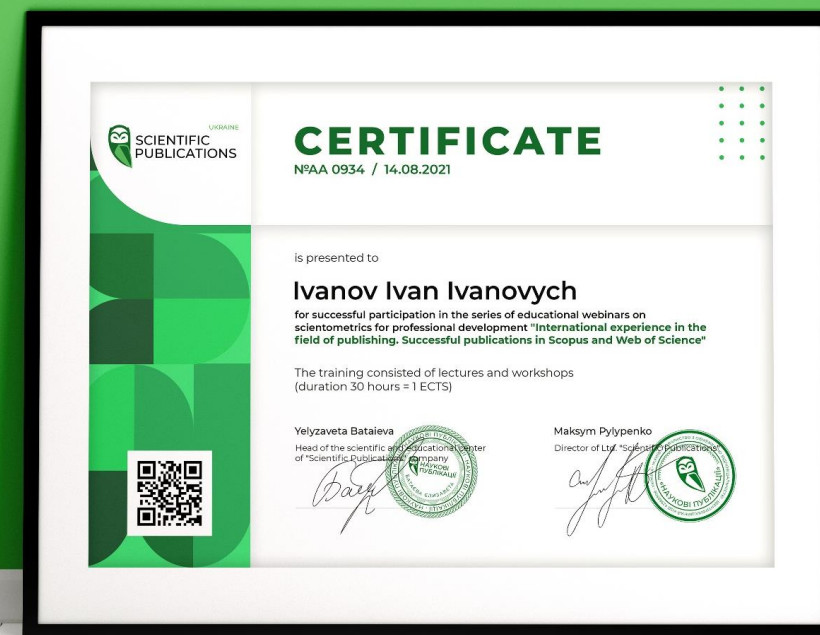 UKRAINE
SCIENTIFIC
PUBLICATIONS
CERTIFICATE
№AA 0934 / 14.08.2021
is presented to
Ivanov Ivan Ivanovych
for successful participation in the series of educational webinars on
scientometrics for professional development "International experience in the
field of publishing. Successful publications in Scopus and Web of Science"
The training consisted of lectures and workshops
(duration 30 hours = 1 ECTS)
Yelyzaveta Bataieva
Head of the scientific and educational center
of "Scientific Publications" company
НАУКОВІ
ПУБЛІКАЦІЇ
Maksym Pylypenko
Director of Ltd. "Scientific Publications"
«НАУКОВІ ПУБЛІКАЦІЇ»